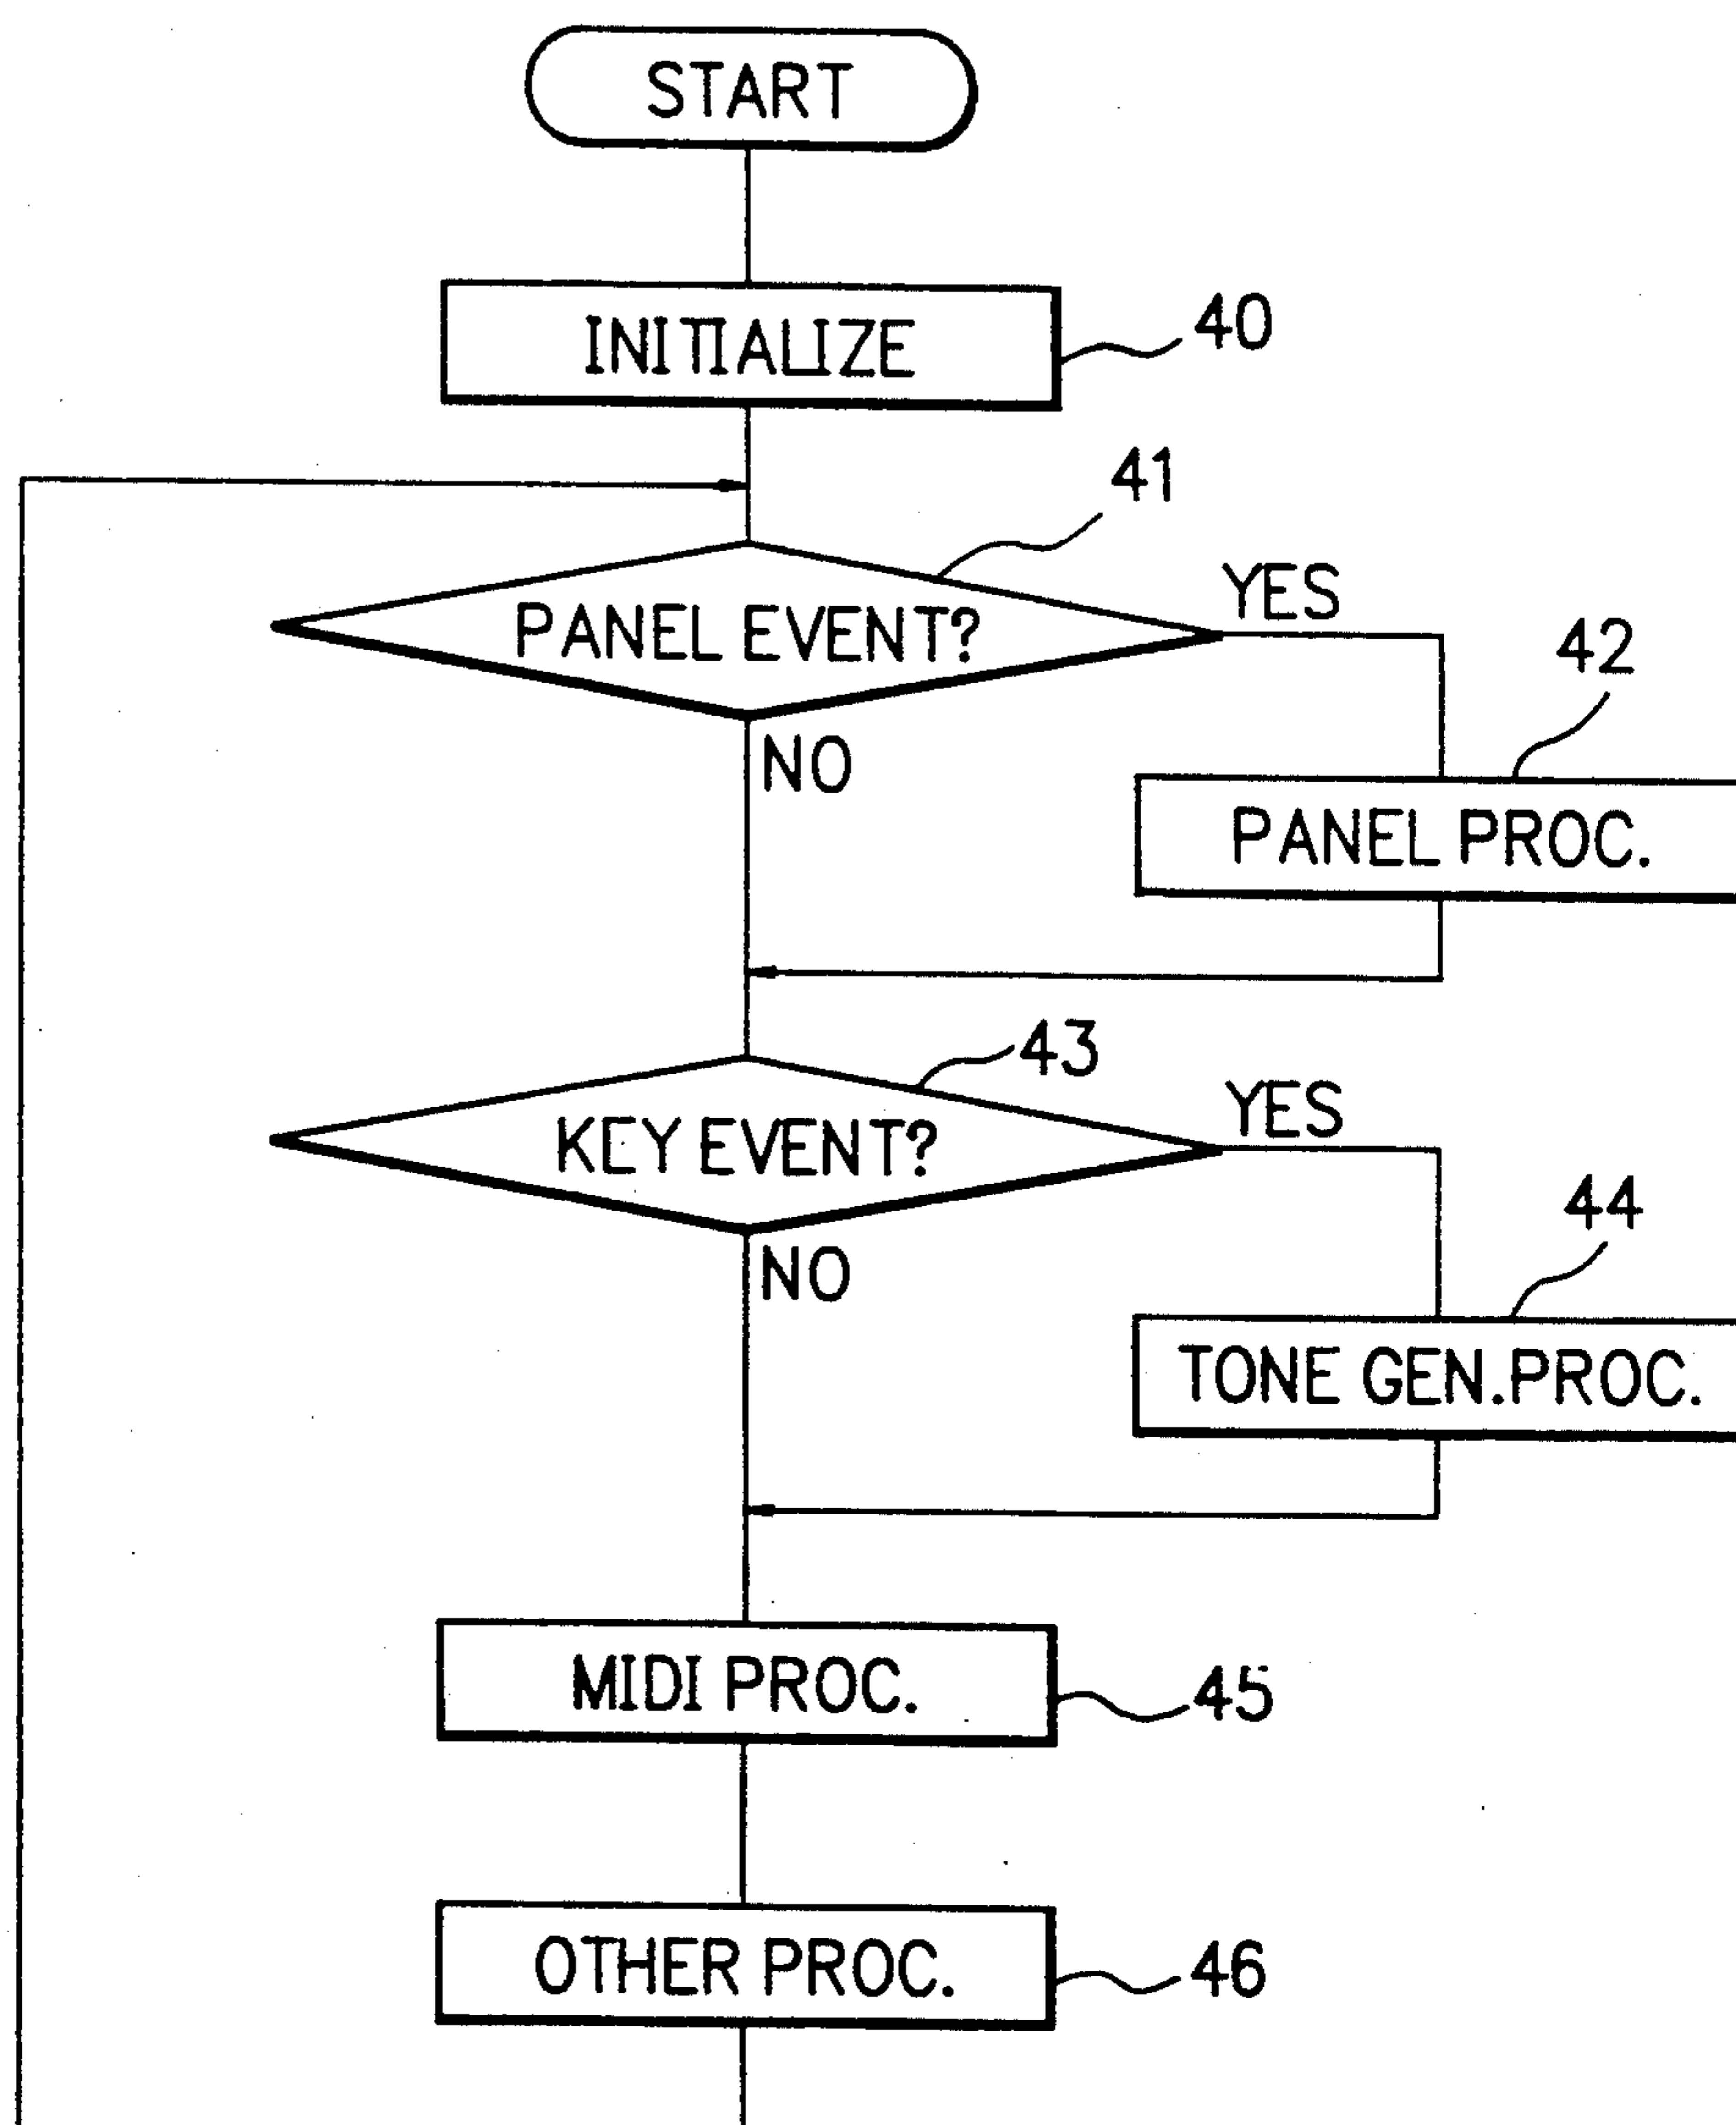 START
INITIALIZE
40
41
PANEL EVENT?
YES
42
NO
PANEL PROC.
43
KEY EVENT?
YES
44
NO
TONE GEN.PROC.
MIDI PROC.
45
OTHER PROC.
46